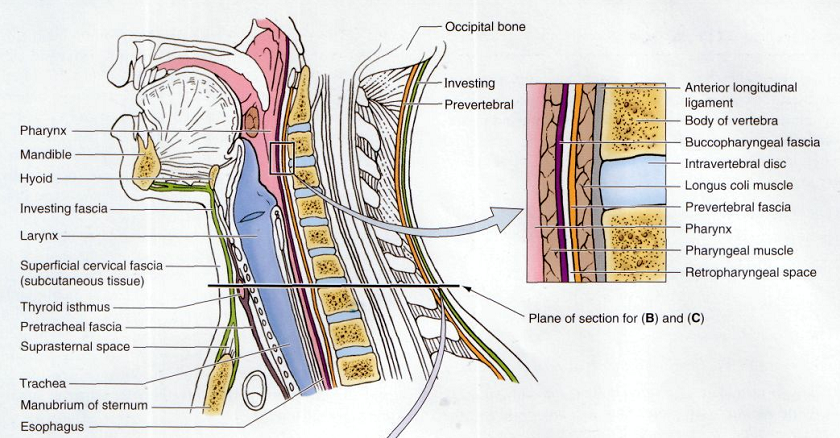 Occipital bone
Investing
Prevertebral
Pharynx
Mandible
Hyoid
Investing fascia
Larynx
Superficial cervical fascia
(subcutaneous tissue)
Thyroid isthmus
Pretracheal fascia
Suprasternal space
Trachea
Manubrium of sternum
Esophagus
Anterior longitudinal
ligament
Body of vertebra
Buccopharyngeal fascia
Intravertebral disc
Longus coli muscle
Prevertebral fascia
Pharynx
Pharyngeal muscle
Retropharyngeal space
Plane of section for (B) and (C)